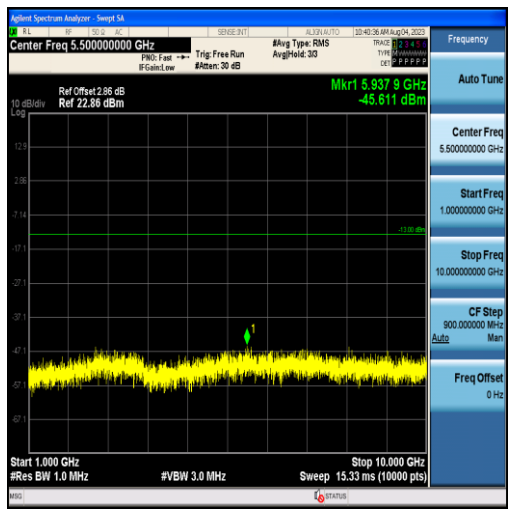 Agilent Spectrum Analyzer - Swept SA
RL RF 50 Ω AC SENSE:INT ALIGN AUTO 10:40:36 AM Aug 04, 2023
Center Freq 5.500000000 GHz
PNO: Fast
IFGain:Low
Trig: Free Run
#Atten: 30 dB
#Avg Type: RMS
Avg|Hold: 3/3
TRACE 1 2 3 4 5 6
TYPE
DET P P P P P P
Frequency
Mkr1 5.937 9 GHz
-45.611 dBm
Ref Offset 2.86 dB
Ref 22.86 dBm
10 dB/div
Log
12.9
2.86
-7.14
-17.1
-27.1
-37.1
-47.1
-57.1
-67.1
-13.00 dBm
1
Start 1.000 GHz
Stop 10.000 GHz
#Res BW 1.0 MHz
#VBW 3.0 MHz
Sweep 15.33 ms (10000 pts)
Auto Tune
Center Freq
5.500000000 GHz
Start Freq
1.000000000 GHz
Stop Freq
10.000000000 GHz
CF Step
900.000000 MHz
Auto Man
Freq Offset
0 Hz
MSG
STATUS